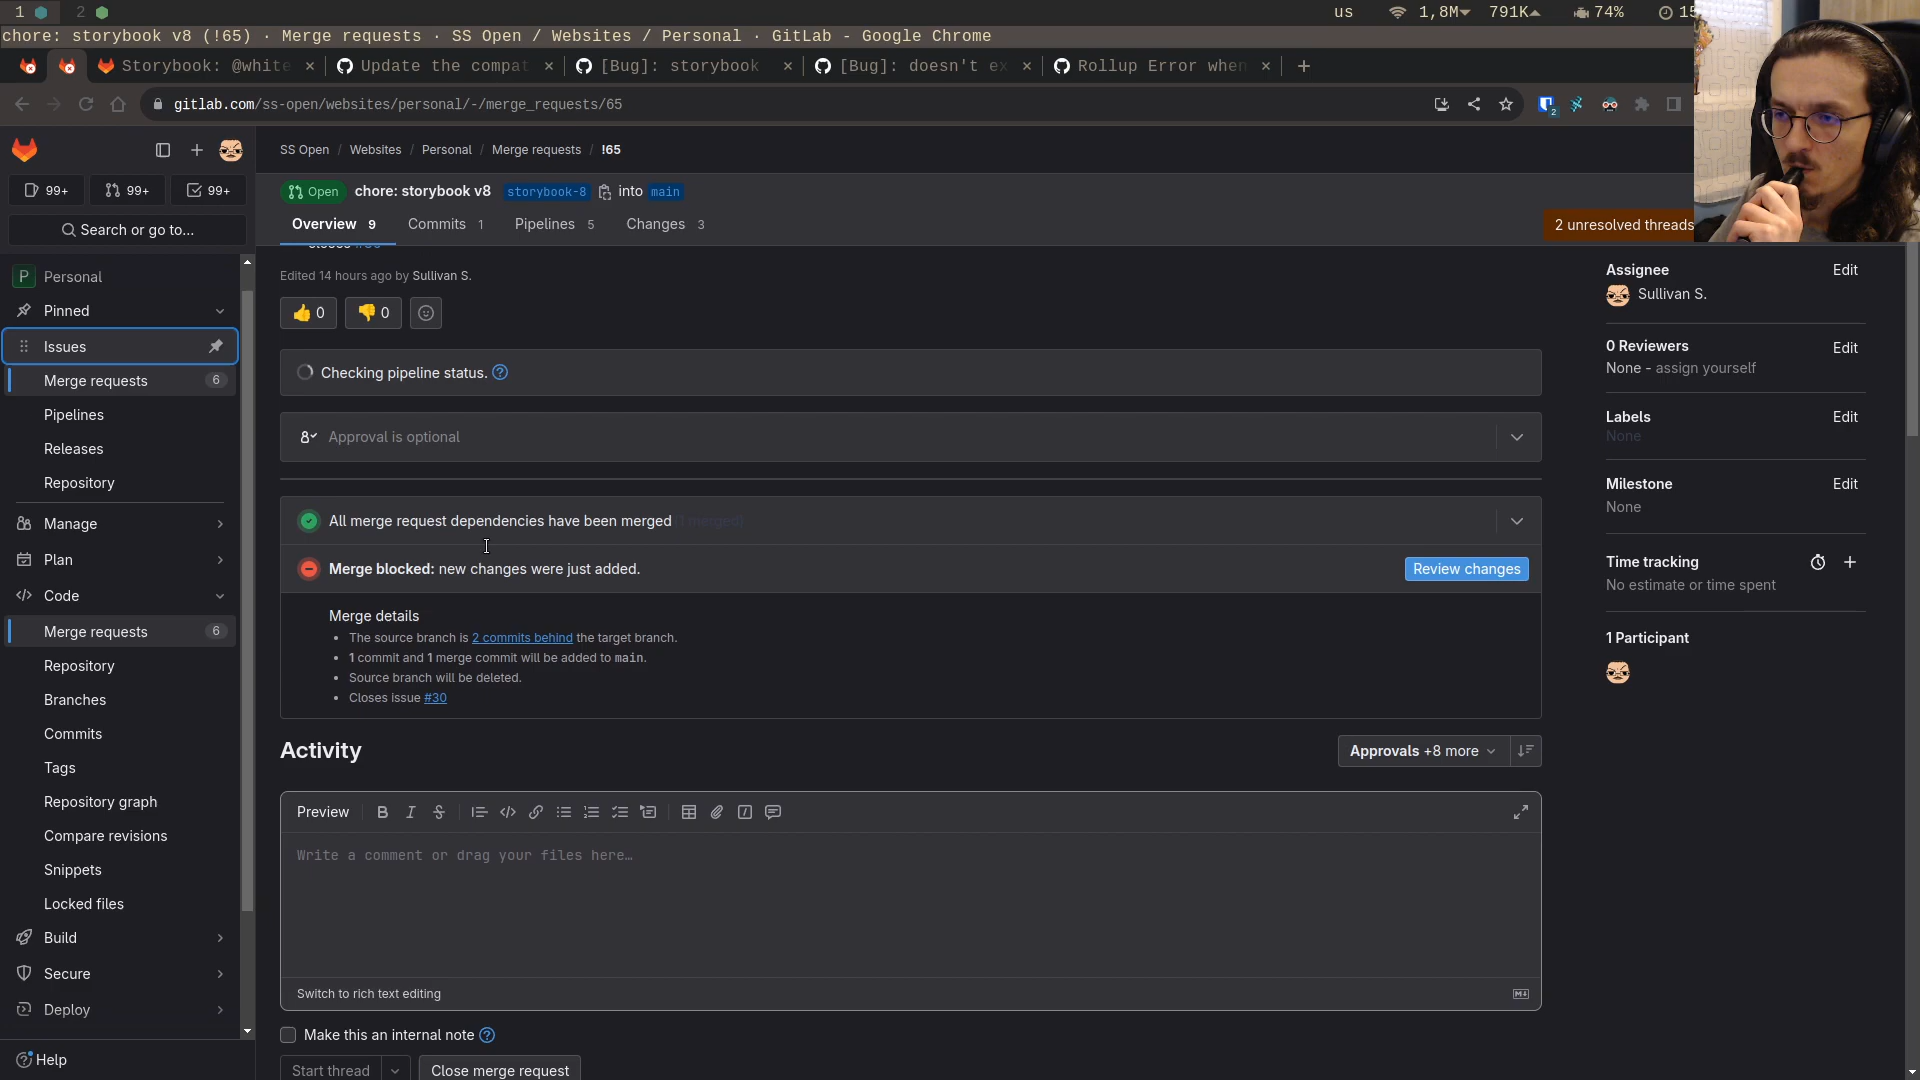 1 2 us 1,8M 791K 74% 15
chore: storybook v8 (!65) · Merge requests · SS Open / Websites / Personal · GitLab - Google Chrome
Storybook: @white Update the compat [Bug]: storybook [Bug]: doesn't ex Rollup Error when
gitlab.com/ss-open/websites/personal/-/merge_requests/65
2
SS Open / Websites / Personal / Merge requests / !65
99+ 99+ 99+
Open chore: storybook v8 storybook-8 into main
Search or go to...
Overview 9 Commits 1 Pipelines 5 Changes 3
2 unresolved threads
P Personal
Pinned
Issues
Merge requests 6
Pipelines
Releases
Repository
Manage
Plan
Code
Merge requests 6
Repository
Branches
Commits
Tags
Repository graph
Compare revisions
Snippets
Locked files
Build
Secure
Deploy
Help
Edited 14 hours ago by Sullivan S.
👍 0 👎 0
Checking pipeline status.
Approval is optional
All merge request dependencies have been merged (1 merged)
Merge blocked: new changes were just added.
Review changes
Merge details
The source branch is 2 commits behind the target branch.
1 commit and 1 merge commit will be added to main.
Source branch will be deleted.
Closes issue #30
Activity
Approvals +8 more
Preview
Write a comment or drag your files here…
Switch to rich text editing
Make this an internal note
Start thread Close merge request
Assignee Edit
Sullivan S.
0 Reviewers Edit
None - assign yourself
Labels Edit
None
Milestone Edit
None
Time tracking
No estimate or time spent
1 Participant